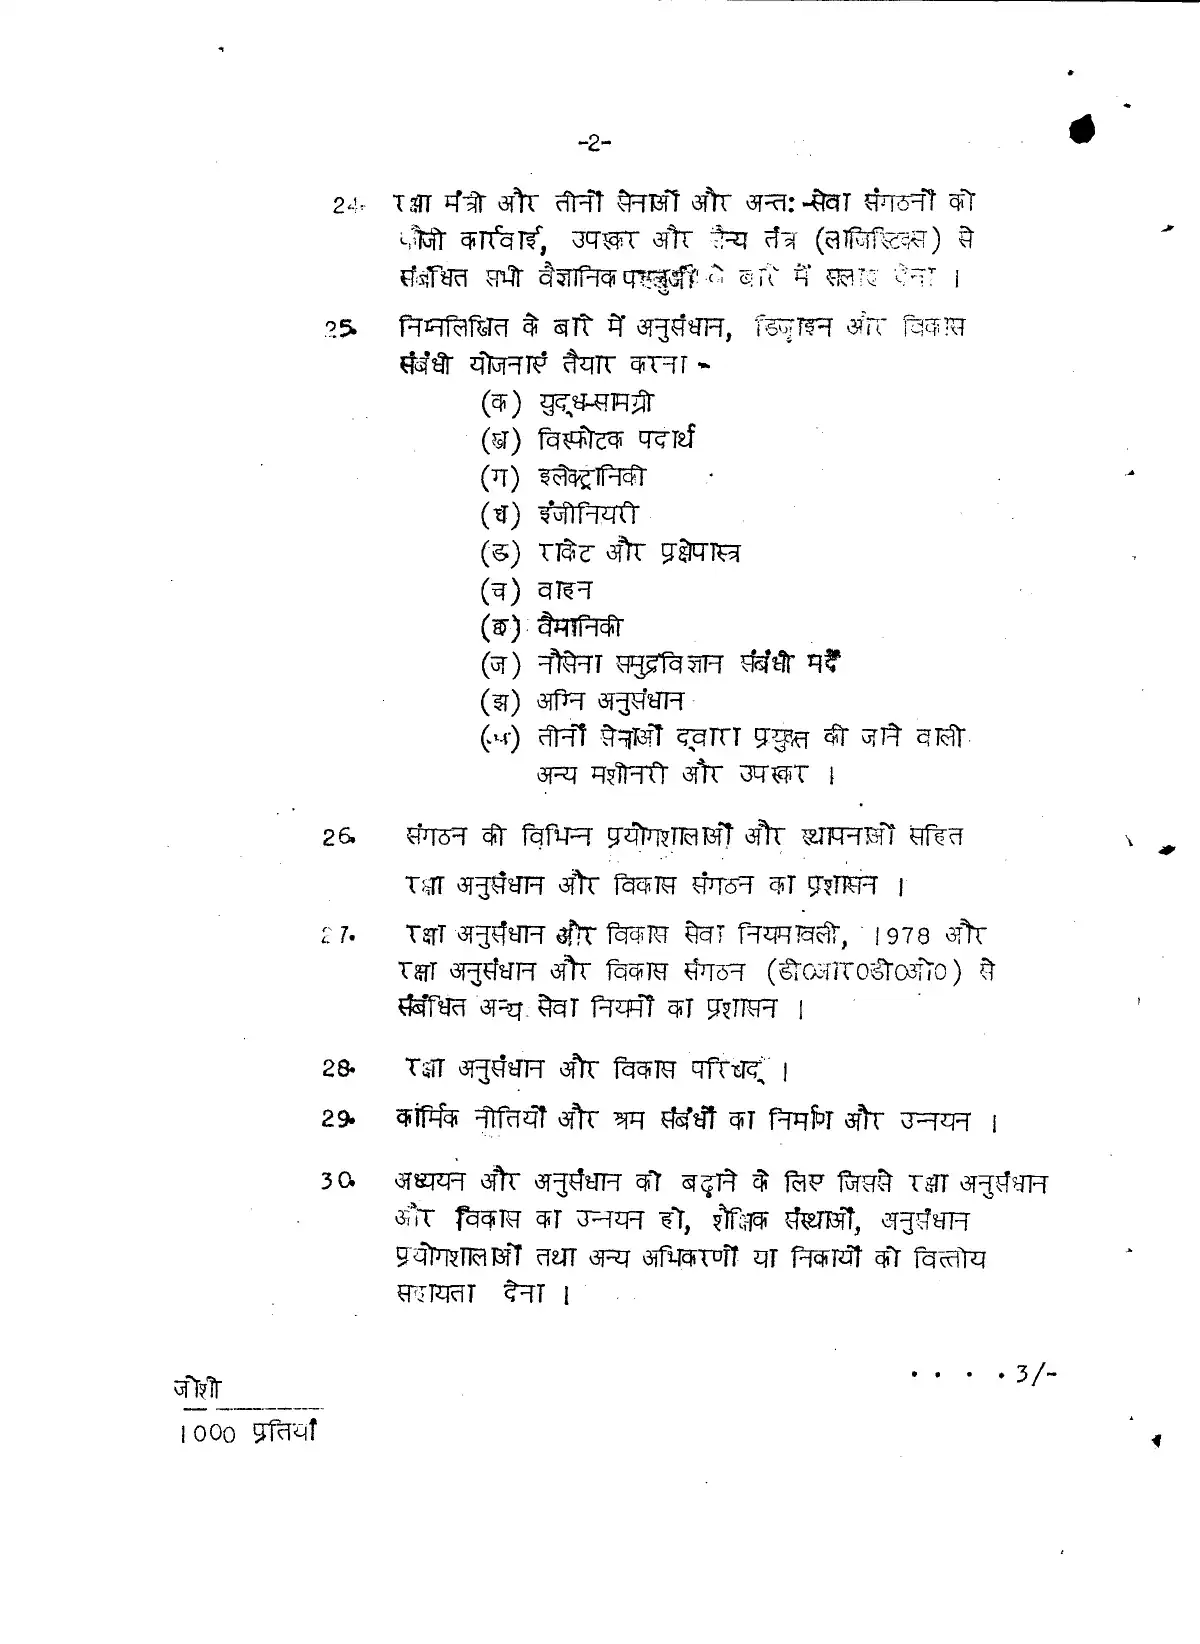 -2-
24. रक्षा मंत्री और तीनों सेनाओं और अन्त:-सेवा संगठनों को
फौजी कार्रवाई, उपस्कर और सैन्य तंत्र (लाजिस्टिक्स) से
संबंधित सभी वैज्ञानिक पहलुओं के बारे में सलाह देना ।
25. निम्नलिखित के बारे में अनुसंधान, डिज़ाइन और विकास
संबंधी योजनाएं तैयार करना -
(क) युद्ध-सामग्री
(ख) विस्फोटक पदार्थ
(ग) इलेक्ट्रानिकी
(घ) इंजीनियरी
(ड.) राकेट और प्रक्षेपास्त्र
(च) वाहन
(छ) वैमानिकी
(ज) नौसेना समुद्रविज्ञान संबंधी मदें
(झ) अग्नि अनुसंधान
तीनों सेनाओं द्वारा प्रयुक्त की जाने वाली
अन्य मशीनरी और उपस्कर ।
26. संगठन की विभिन्न प्रयोगशालाओं और स्थापनाओं सहित
रक्षा अनुसंधान और विकास संगठन का प्रशासन ।
27. रक्षा अनुसंधान और विकास सेवा नियमावली, 1978 और
रक्षा अनुसंधान और विकास संगठन (डी0आर0डी0ओ0) से
संबंधित अन्य सेवा नियमों का प्रशासन ।
28. रक्षा अनुसंधान और विकास परिषद् ।
29. कार्मिक नीतियों और श्रम संबंधों का निर्माण और उन्नयन ।
30. अध्ययन और अनुसंधान को बढ़ाने के लिए जिससे रक्षा अनुसंधान
और विकास का उन्नयन हो, शैक्षिक संस्थाओं, अनुसंधान
प्रयोगशालाओं तथा अन्य अभिकरणों या निकायों को वित्तीय
सहायता देना ।
....3/-
जोशी
1000 प्रतियाँ